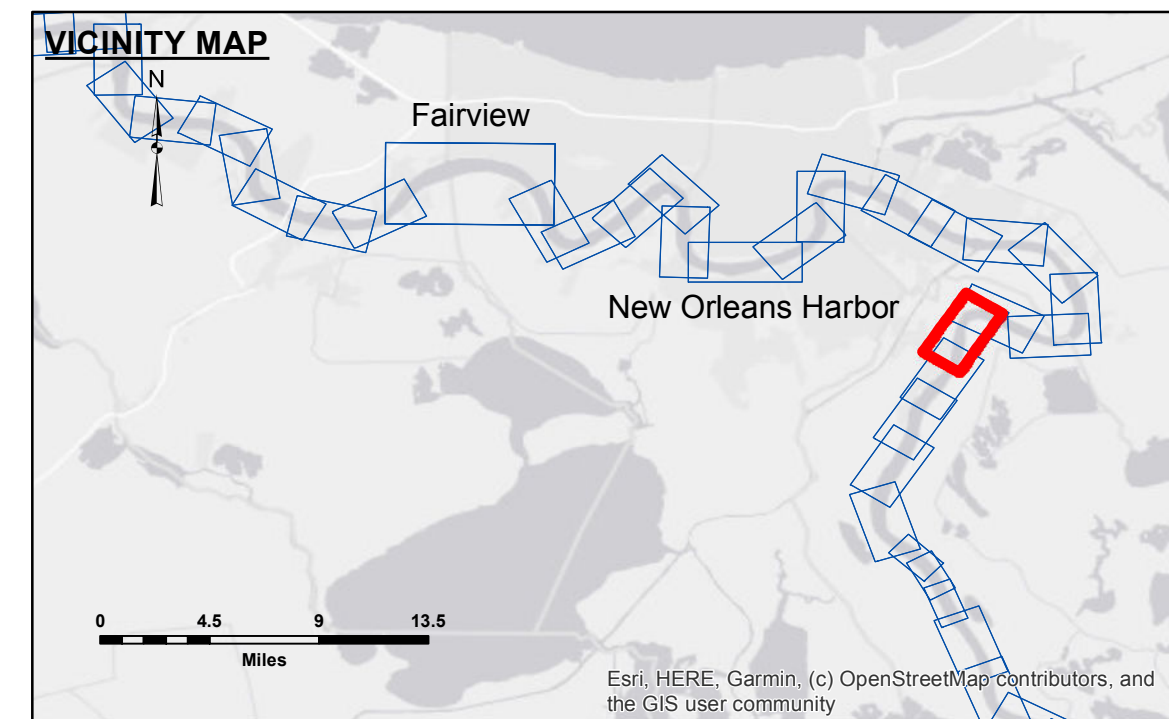 VICINITY MAP
N
Fairview
New Orleans Harbor
0 4.5 9 13.5
Miles
Esri, HERE, Garmin, (c) OpenStreetMap contributors, and
the GIS user community